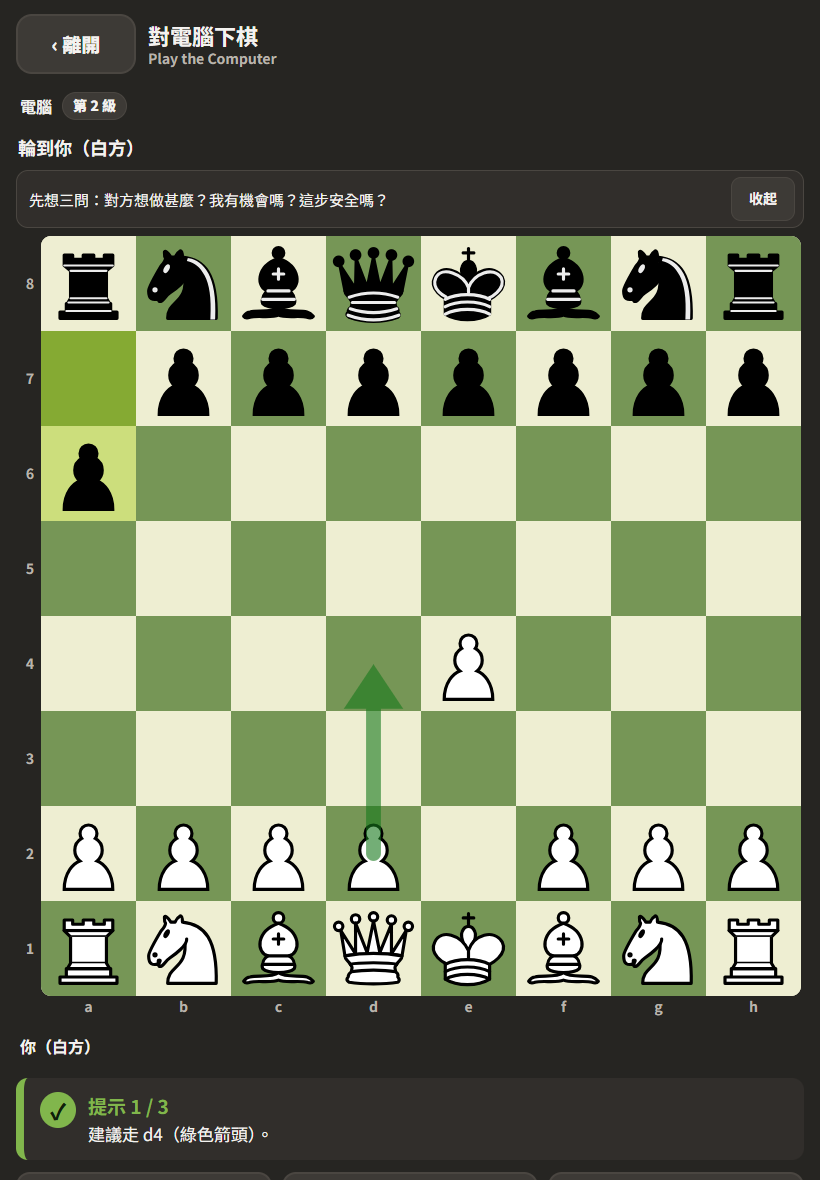 ‹ 離開
對電腦下棋
Play the Computer
電腦 第 2 級
輪到你（白方）
先想三問：對方想做甚麼？我有機會嗎？這步安全嗎？ 收起
8
7
6
5
4
3
2
1
a b c d e f g h
你（白方）
✓ 提示 1 / 3
建議走 d4（綠色箭頭）。